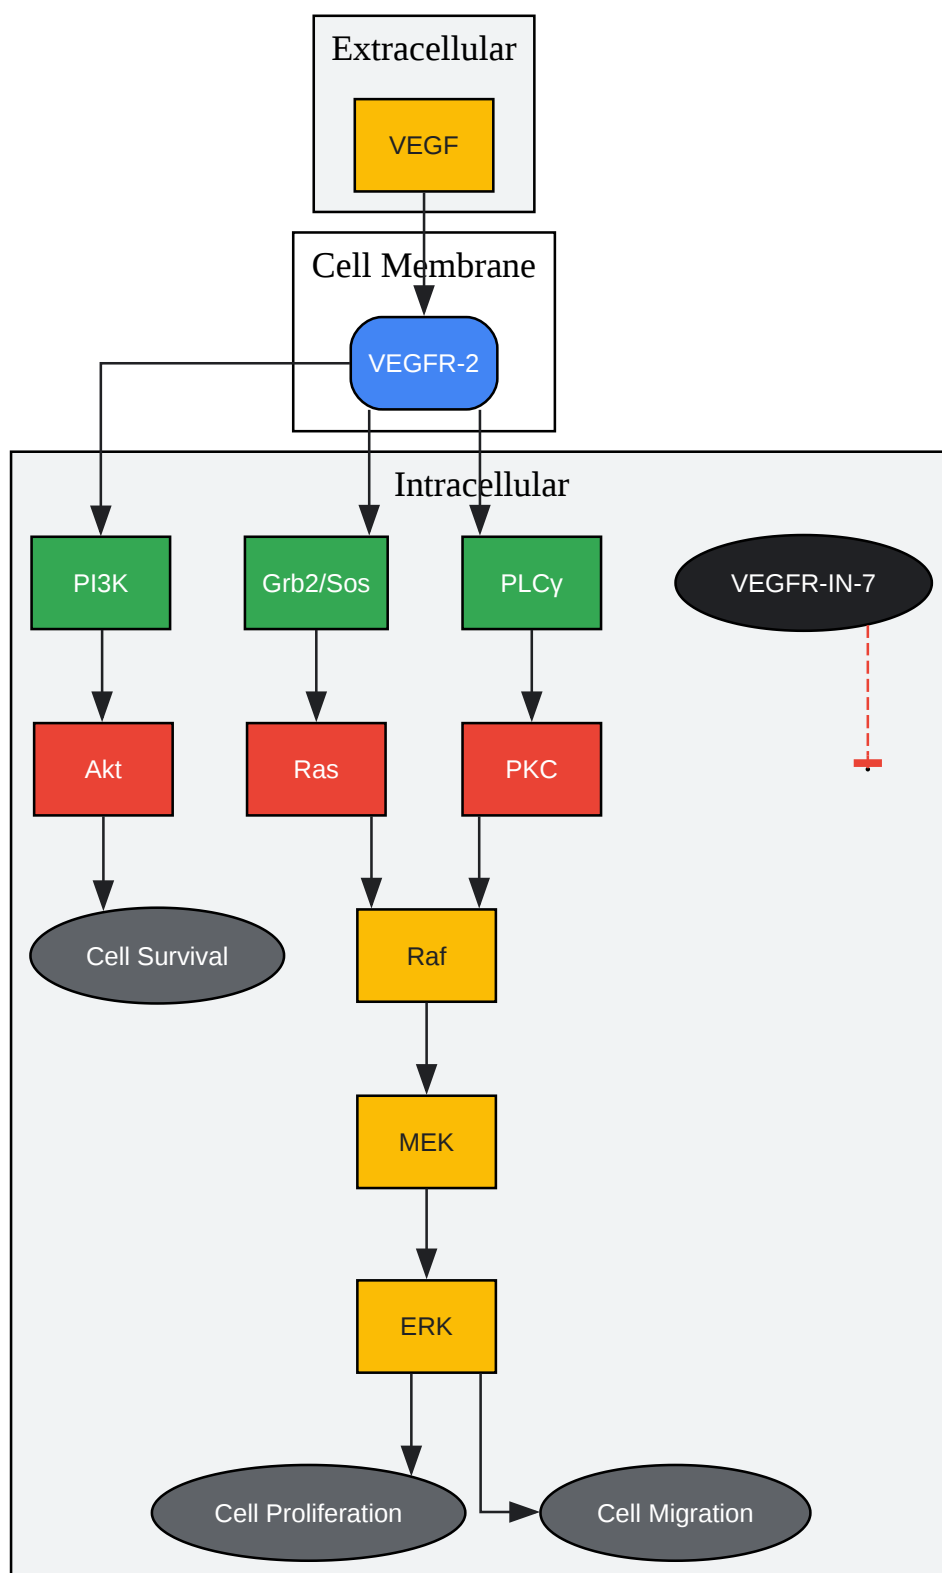 Extracellular
VEGF
Cell Membrane
VEGFR-2
Intracellular
PI3K
Grb2/Sos
PLCγ
VEGFR-IN-7
Akt
Ras
PKC
Cell Survival
Raf
MEK
ERK
Cell Proliferation
Cell Migration